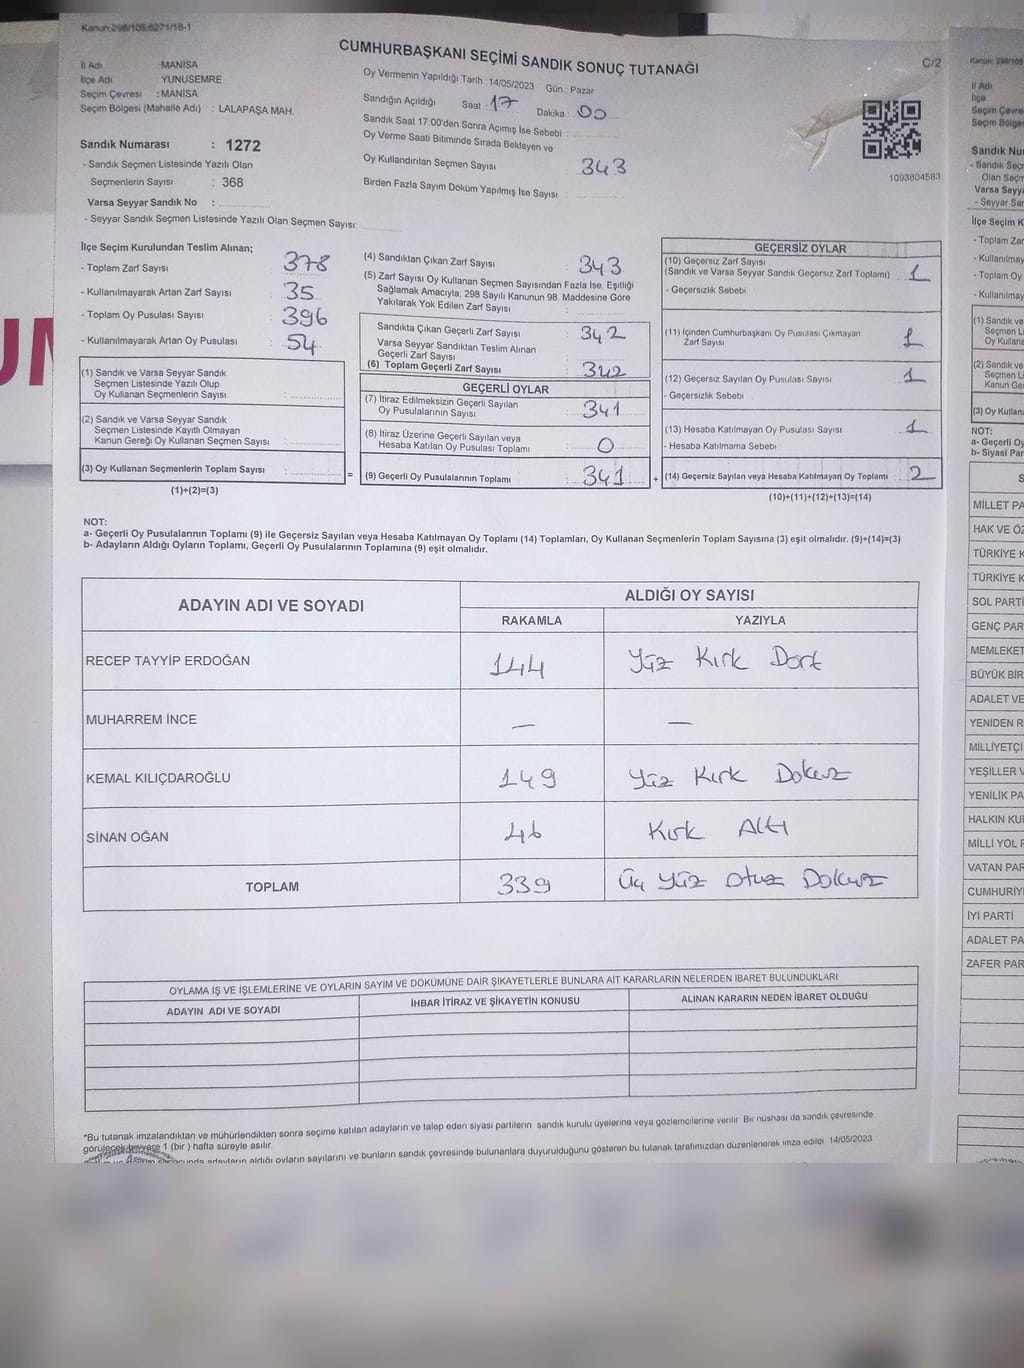 Kanun:298/105,6271/18-1
C/2
CUMHURBAŞKANI SEÇİMİ SANDIK SONUÇ TUTANAĞI
İl Adı : MANİSA
İlçe Adı : YUNUSEMRE
Seçim Çevresi : MANİSA
Seçim Bölgesi (Mahalle Adı) : LALAPAŞA MAH.
Sandık Numarası : 1272
- Sandık Seçmen Listesinde Yazılı Olan
Seçmenlerin Sayısı : 368
Varsa Seyyar Sandık No :
- Seyyar Sandık Seçmen Listesinde Yazılı Olan Seçmen Sayısı:
Oy Vermenin Yapıldığı Tarih :14/05/2023 Gün : Pazar
Sandığın Açıldığı Saat : 17 Dakika : 00
Sandık Saat 17:00'den Sonra Açımış İse Sebebi :
Oy Verme Saati Bitiminde Sırada Bekleyen ve
Oy Kullandırılan Seçmen Sayısı : 343
Birden Fazla Sayım Döküm Yapılmış İse Sayısı :
1093804583
İlçe Seçim Kurulundan Teslim Alınan;
- Toplam Zarf Sayısı : 378
- Kullanılmayarak Artan Zarf Sayısı : 35
- Toplam Oy Pusulası Sayısı : 396
- Kullanılmayarak Artan Oy Pusulası : 54
(1) Sandık ve Varsa Seyyar Sandık
Seçmen Listesinde Yazılı Olup
Oy Kullanan Seçmenlerin Sayısı :
(2) Sandık ve Varsa Seyyar Sandık
Seçmen Listesinde Kayıtlı Olmayan
Kanun Gereği Oy Kullanan Seçmen Sayısı :
(3) Oy Kullanan Seçmenlerin Toplam Sayısı :
(1)+(2)=(3)
(4) Sandıktan Çıkan Zarf Sayısı : 343
(5) Zarf Sayısı Oy Kullanan Seçmen Sayısından Fazla İse, Eşitliği
Sağlamak Amacıyla, 298 Sayılı Kanunun 98. Maddesine Göre
Yakılarak Yok Edilen Zarf Sayısı :
Sandıkta Çıkan Geçerli Zarf Sayısı : 342
Varsa Seyyar Sandıktan Teslim Alınan
Geçerli Zarf Sayısı :
(6) Toplam Geçerli Zarf Sayısı : 342
GEÇERLİ OYLAR
(7) İtiraz Edilmeksizin Geçerli Sayılan
Oy Pusulalarının Sayısı : 341
(8) İtiraz Üzerine Geçerli Sayılan veya
Hesaba Katılan Oy Pusulası Toplamı : 0
= (9) Geçerli Oy Pusulalarının Toplamı : 341
GEÇERSİZ OYLAR
(10) Geçersiz Zarf Sayısı
(Sandık ve Varsa Seyyar Sandık Geçersiz Zarf Toplamı) : 1
- Geçersizlik Sebebi
(11) İçinden Cumhurbaşkanı Oy Pusulası Çıkmayan
Zarf Sayısı : 1
(12) Geçersiz Sayılan Oy Pusulası Sayısı : 1
- Geçersizlik Sebebi
(13) Hesaba Katılmayan Oy Pusulası Sayısı : 1
- Hesaba Katılmama Sebebi
+ (14) Geçersiz Sayılan veya Hesaba Katılmayan Oy Toplamı : 2
(10)+(11)+(12)+(13)=(14)
NOT:
a- Geçerli Oy Pusulalarının Toplamı (9) ile Geçersiz Sayılan veya Hesaba Katılmayan Oy Toplamı (14) Toplamları, Oy Kullanan Seçmenlerin Toplam Sayısına (3) eşit olmalıdır. (9)+(14)=(3)
b- Adayların Aldığı Oyların Toplamı, Geçerli Oy Pusulalarının Toplamına (9) eşit olmalıdır.
ADAYIN ADI VE SOYADI ALDIĞI OY SAYISI
RAKAMLA YAZIYLA
RECEP TAYYİP ERDOĞAN 144 Yüz Kırk Dört
MUHARREM İNCE — —
KEMAL KILIÇDAROĞLU 149 Yüz Kırk Dokuz
SİNAN OĞAN 46 Kırk Altı
TOPLAM 339 Üç Yüz Otuz Dokuz
OYLAMA İŞ VE İŞLEMLERİNE VE OYLARIN SAYIM VE DÖKÜMÜNE DAİR ŞİKAYETLERLE BUNLARA AİT KARARLARIN NELERDEN İBARET BULUNDUKLARI
ADAYIN ADI VE SOYADI İHBAR İTİRAZ VE ŞİKAYETİN KONUSU ALINAN KARARIN NEDEN İBARET OLDUĞU
*Bu tutanak imzalandıktan ve mühürlendikten sonra seçime katılan adayların ve talep eden siyasi partilerin sandık kurulu üyelerine veya gözlemcilerine verilir. Bir nüshası da sandık çevresinde
görülecek bir yere 1 (bir ) hafta süreyle asılır.
adayların aldığı oyların sayılarını ve bunların sandık çevresinde bulunanlara duyurulduğunu gösteren bu tutanak tarafımızdan düzenlenerek imza edildi. 14/05/2023
Kanun: 298/105
İl Adı
İlçe
Seçim Çevre
Seçim Bölge
Sandık Nu
- Sandık Seç
Olan Seçm
Varsa Seyya
- Seyyar San
İlçe Seçim K
- Toplam Zar
- Kullanılmay
- Toplam Oy
- Kullanılmay
(1) Sandık ve
Seçmen Li
Oy Kullana
(2) Sandık ve
Seçmen Li
Kanun Ger
(3) Oy Kullan
NOT:
a- Geçerli Oy
b- Siyasi Par
S
MİLLET PA
HAK VE ÖZ
TÜRKİYE K
TÜRKİYE K
SOL PARTİ
GENÇ PAR
MEMLEKET
BÜYÜK BİR
ADALET VE
YENİDEN R
MİLLİYETÇİ
YEŞİLLER V
YENİLİK PA
HALKIN KU
MİLLİ YOL P
VATAN PAR
CUMHURİY
İYİ PARTİ
ADALET PA
ZAFER PAR